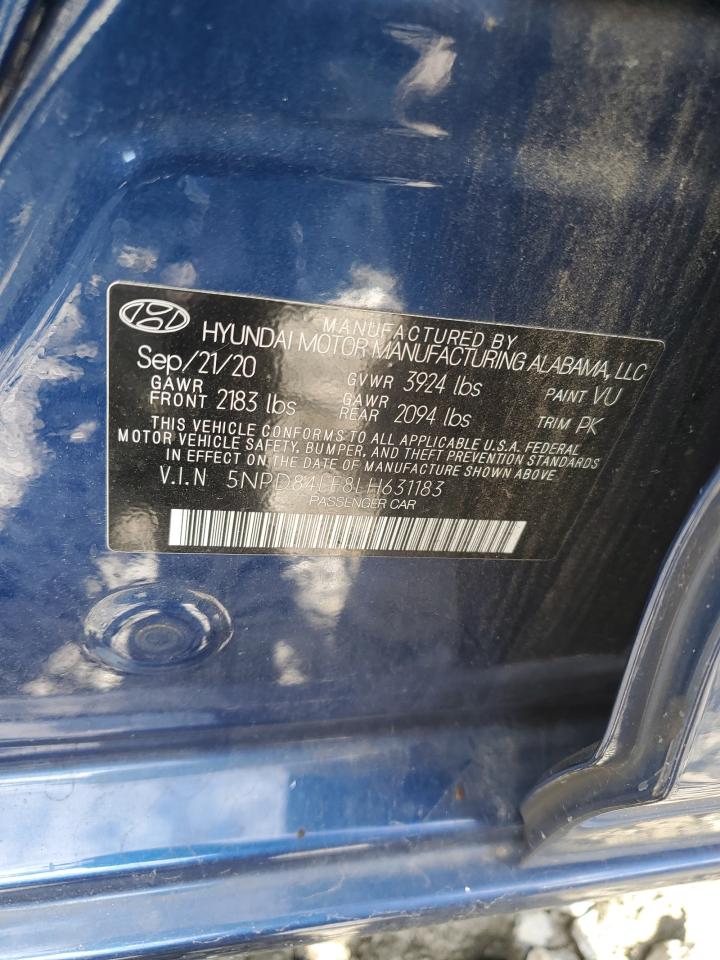 MANUFACTURED BY
HYUNDAI MOTOR MANUFACTURING ALABAMA, LLC
Sep/21/20 GVWR 3924 lbs PAINT VU
GAWR FRONT 2183 lbs GAWR REAR 2094 lbs TRIM PK
THIS VEHICLE CONFORMS TO ALL APPLICABLE U.S.A. FEDERAL
MOTOR VEHICLE SAFETY, BUMPER, AND THEFT PREVENTION STANDARDS
IN EFFECT ON THE DATE OF MANUFACTURE SHOWN ABOVE
V.I.N 5NPD84LF8LH631183
PASSENGER CAR